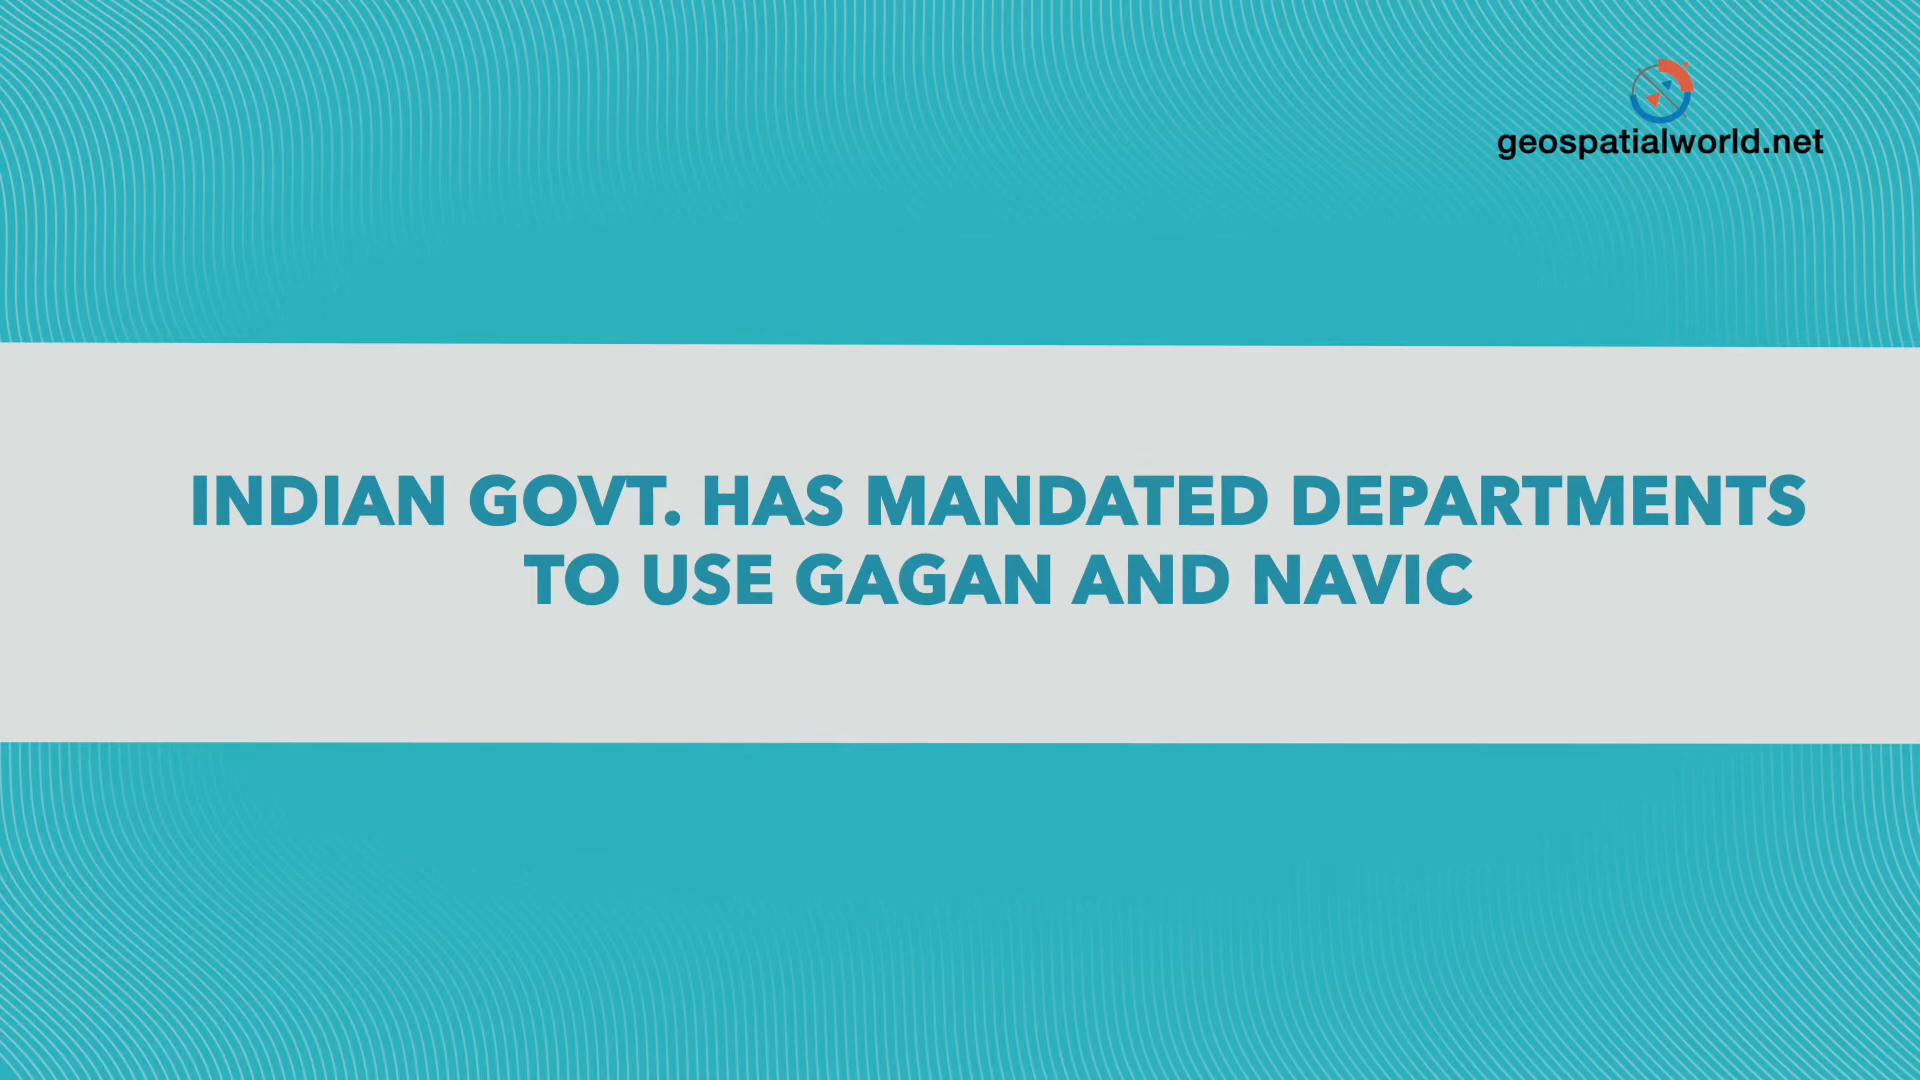 geospatialworld.net
INDIAN GOVT. HAS MANDATED DEPARTMENTS
TO USE GAGAN AND NAVIC